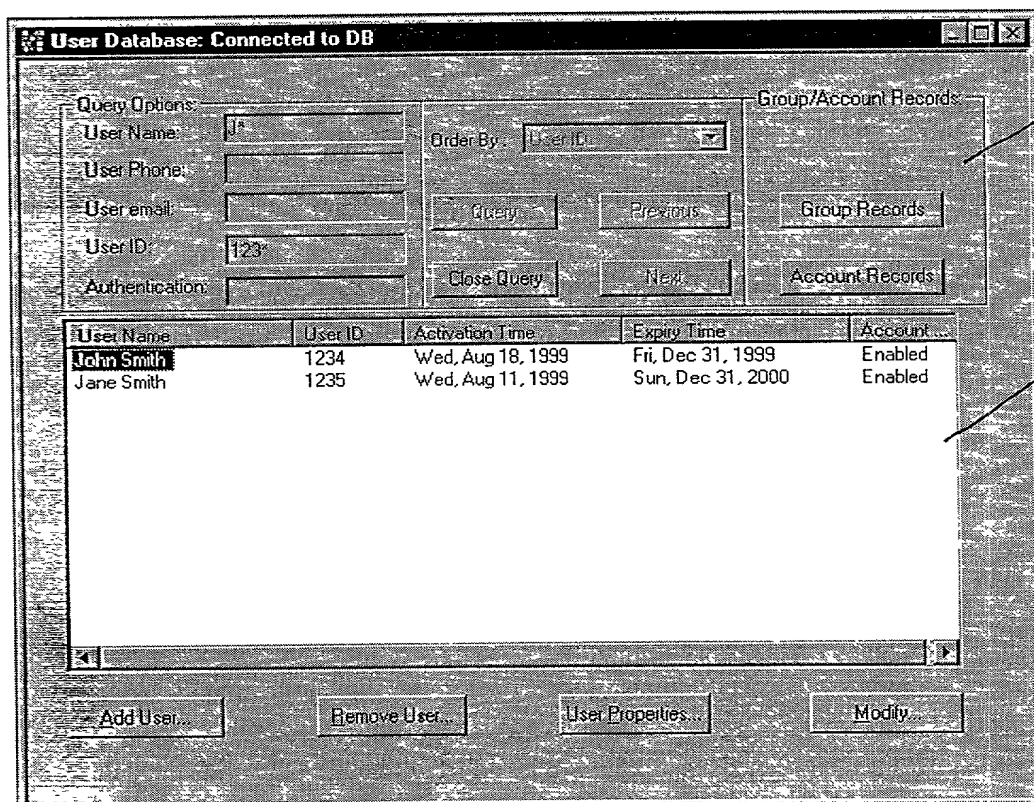 User Database: Connected to DB
Query Options:
User Name: J*
User Phone:
User email:
User ID: 123*
Authentication:
Order By: User ID
Query
Previous
Close Query
Next
Group/Account Records:
Group Records
Account Records
User Name User ID Activation Time Expiry Time Account ...
John Smith 1234 Wed, Aug 18, 1999 Fri, Dec 31, 1999 Enabled
Jane Smith 1235 Wed, Aug 11, 1999 Sun, Dec 31, 2000 Enabled
Add User...
Remove User...
User Properties...
Modify...